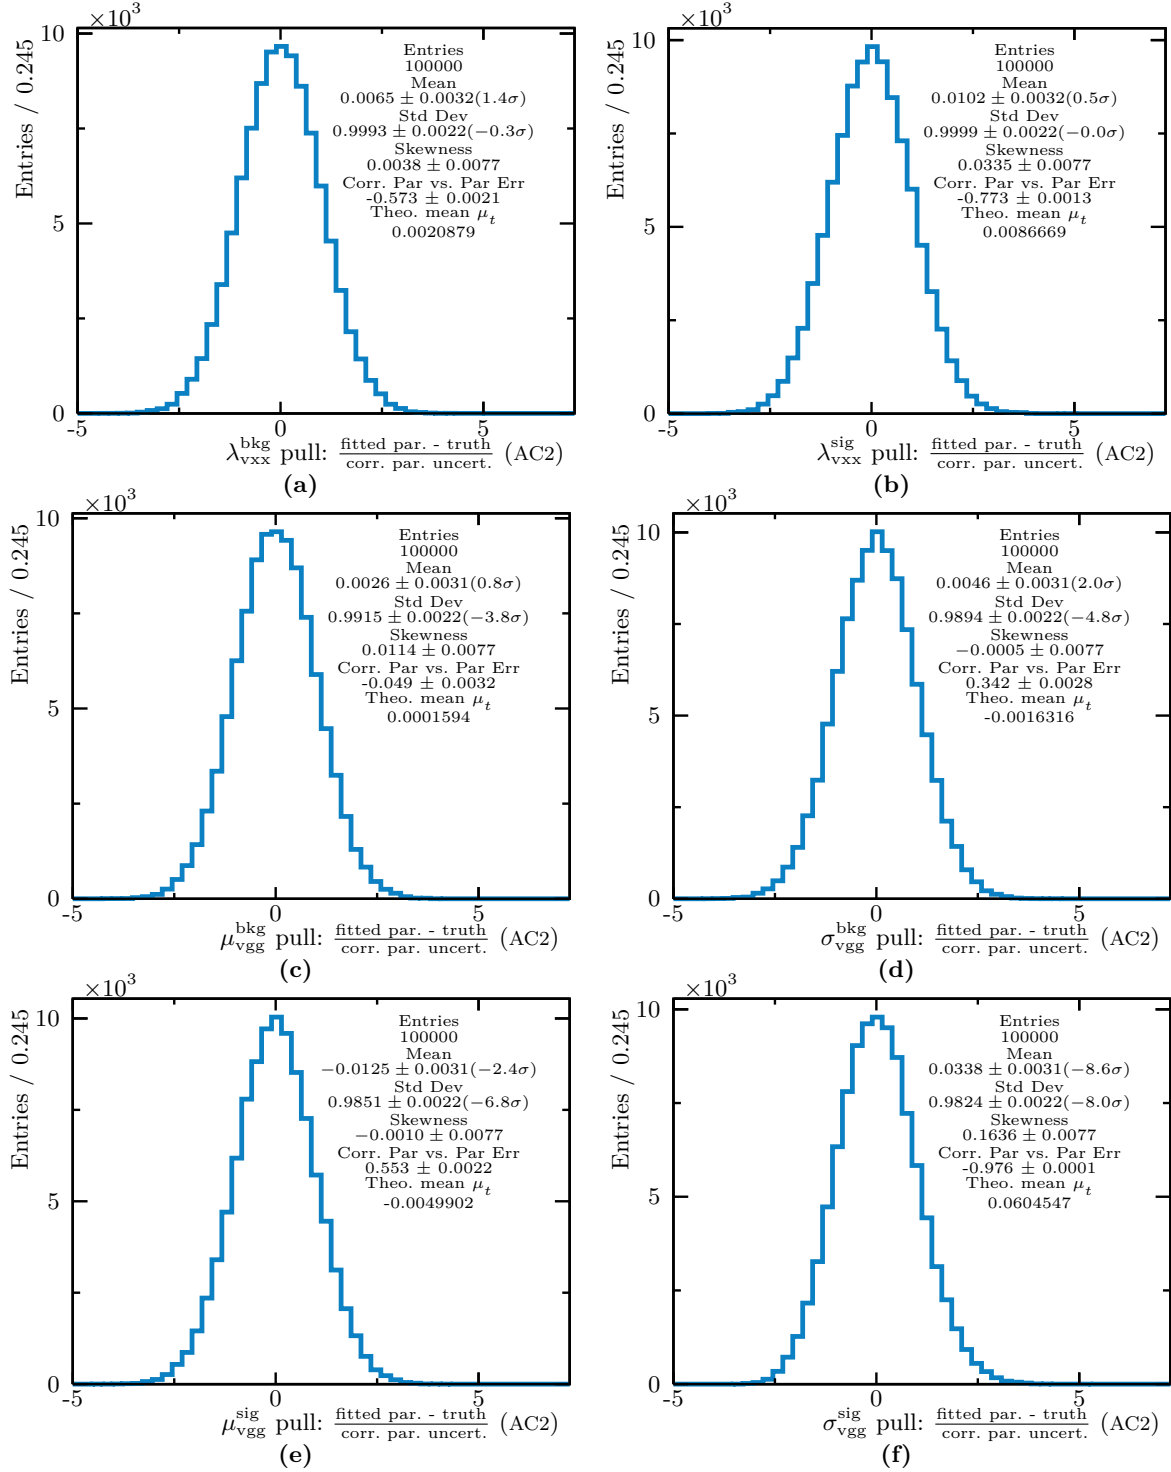 ×10³
Entries / 0.245
10
5
0
Entries
100000
Mean
0.0065 ± 0.0032(1.4σ)
Std Dev
0.9993 ± 0.0022(−0.3σ)
Skewness
0.0038 ± 0.0077
Corr. Par vs. Par Err
-0.573 ± 0.0021
Theo. mean μ_t
0.0020879
-5 0 5
λ_vxx^bkg pull: fitted par. - truth / corr. par. uncert. (AC2)
(a)
×10³
Entries / 0.245
10
5
0
Entries
100000
Mean
0.0102 ± 0.0032(0.5σ)
Std Dev
0.9999 ± 0.0022(−0.0σ)
Skewness
0.0335 ± 0.0077
Corr. Par vs. Par Err
-0.773 ± 0.0013
Theo. mean μ_t
0.0086669
-5 0 5
λ_vxx^sig pull: fitted par. - truth / corr. par. uncert. (AC2)
(b)
×10³
Entries / 0.245
10
5
0
Entries
100000
Mean
0.0026 ± 0.0031(0.8σ)
Std Dev
0.9915 ± 0.0022(−3.8σ)
Skewness
0.0114 ± 0.0077
Corr. Par vs. Par Err
-0.049 ± 0.0032
Theo. mean μ_t
0.0001594
-5 0 5
μ_vgg^bkg pull: fitted par. - truth / corr. par. uncert. (AC2)
(c)
×10³
Entries / 0.245
10
5
0
Entries
100000
Mean
0.0046 ± 0.0031(2.0σ)
Std Dev
0.9894 ± 0.0022(−4.8σ)
Skewness
−0.0005 ± 0.0077
Corr. Par vs. Par Err
0.342 ± 0.0028
Theo. mean μ_t
-0.0016316
-5 0 5
σ_vgg^bkg pull: fitted par. - truth / corr. par. uncert. (AC2)
(d)
×10³
Entries / 0.245
10
5
0
Entries
100000
Mean
−0.0125 ± 0.0031(−2.4σ)
Std Dev
0.9851 ± 0.0022(−6.8σ)
Skewness
−0.0010 ± 0.0077
Corr. Par vs. Par Err
0.553 ± 0.0022
Theo. mean μ_t
-0.0049902
-5 0 5
μ_vgg^sig pull: fitted par. - truth / corr. par. uncert. (AC2)
(e)
×10³
Entries / 0.245
10
5
0
Entries
100000
Mean
0.0338 ± 0.0031(−8.6σ)
Std Dev
0.9824 ± 0.0022(−8.0σ)
Skewness
0.1636 ± 0.0077
Corr. Par vs. Par Err
-0.976 ± 0.0001
Theo. mean μ_t
0.0604547
-5 0 5
σ_vgg^sig pull: fitted par. - truth / corr. par. uncert. (AC2)
(f)